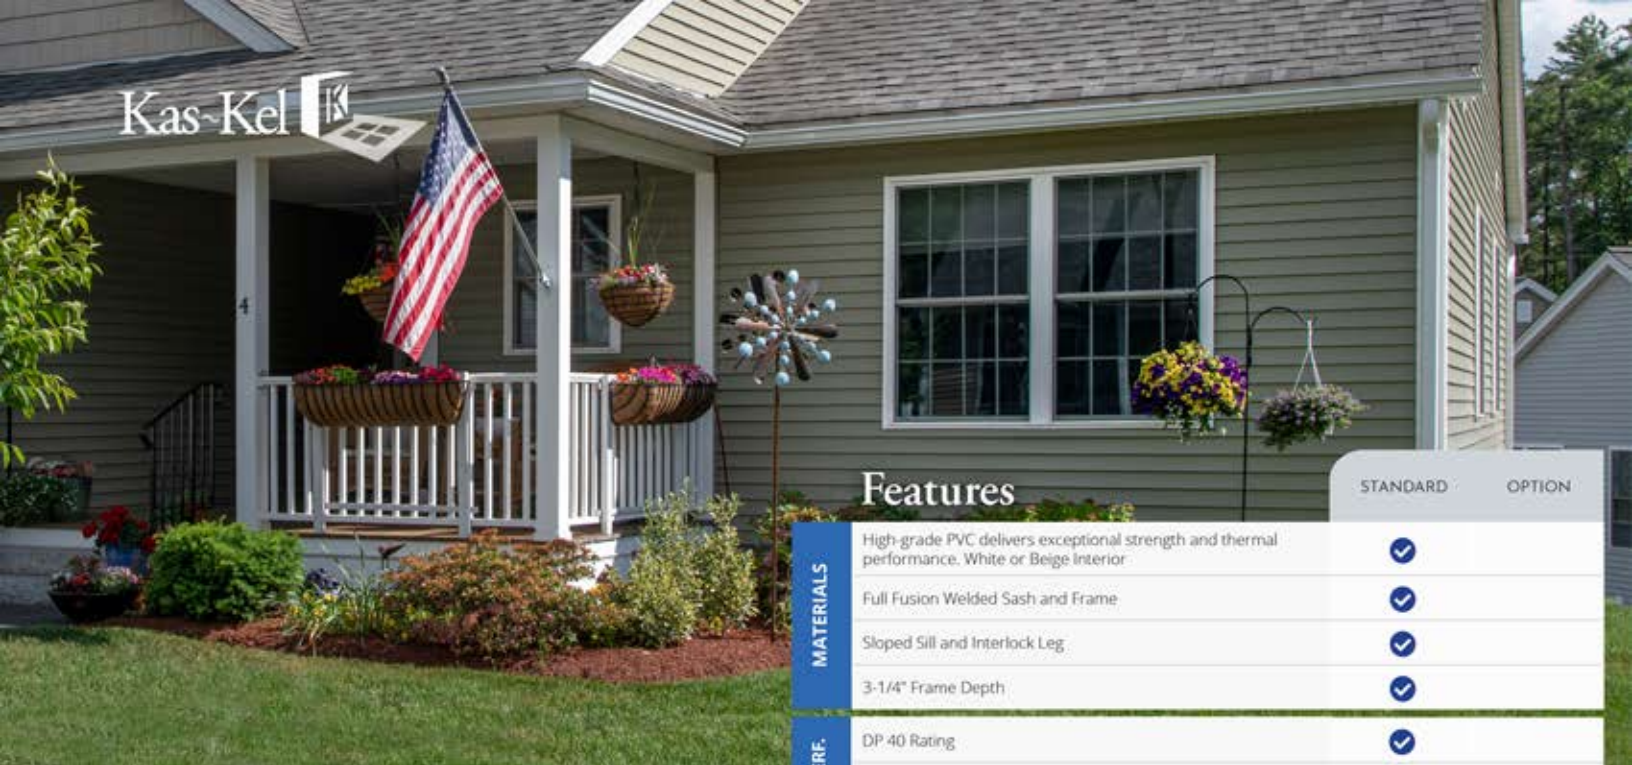 Kas~Kel
4
Features
STANDARD OPTION
MATERIALS
High-grade PVC delivers exceptional strength and thermal
performance. White or Beige Interior
Full Fusion Welded Sash and Frame
Sloped Sill and Interlock Leg
3-1/4" Frame Depth
DP 40 Rating